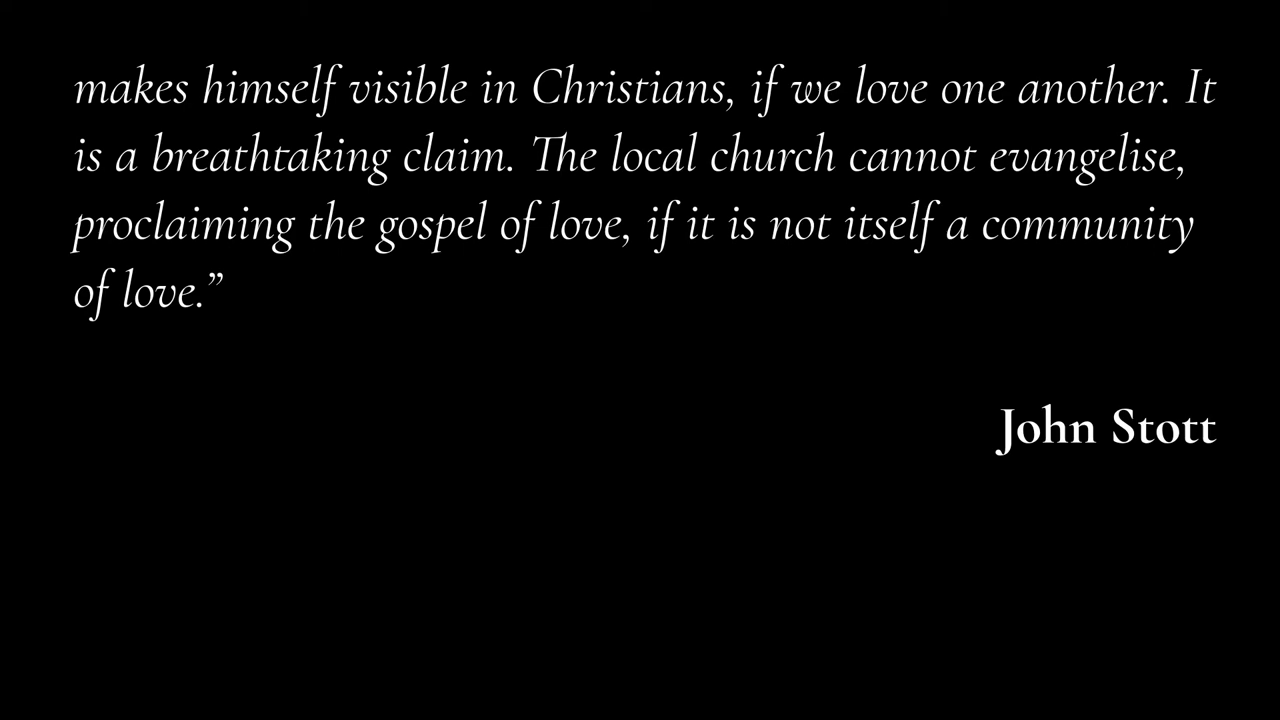 makes himself visible in Christians, if we love one another. It
is a breathtaking claim. The local church cannot evangelise,
proclaiming the gospel of love, if it is not itself a community
of love.”
John Stott